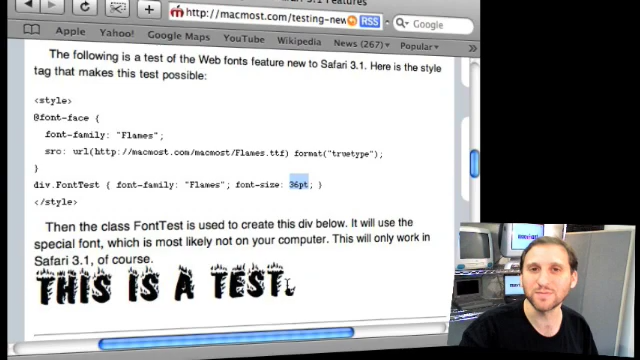 3.1 Features
http://macmost.com/testing-new
RSS
Google
Apple Yahoo! Google Maps YouTube Wikipedia News (267) Popular
The following is a test of the Web fonts feature new to Safari 3.1. Here is the style
tag that makes this test possible:
<style>
@font-face {
font-family: "Flames";
src: url(http://macmost.com/macmost/Flames.ttf) format("truetype");
}
div.FontTest { font-family: "Flames"; font-size: 36pt; }
</style>
Then the class FontTest is used to create this div below. It will use the
special font, which is most likely not on your computer. This will only work in
Safari 3.1, of course.
THIS IS A TEST.